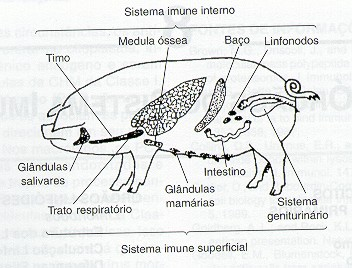 Sistema imune interno
Medula óssea
Baço
Linfonodos
Timo
Glândulas
salivares
Intestino
Trato respiratório
Glândulas
mamárias
Sistema
geniturinário
Sistema imune superficial